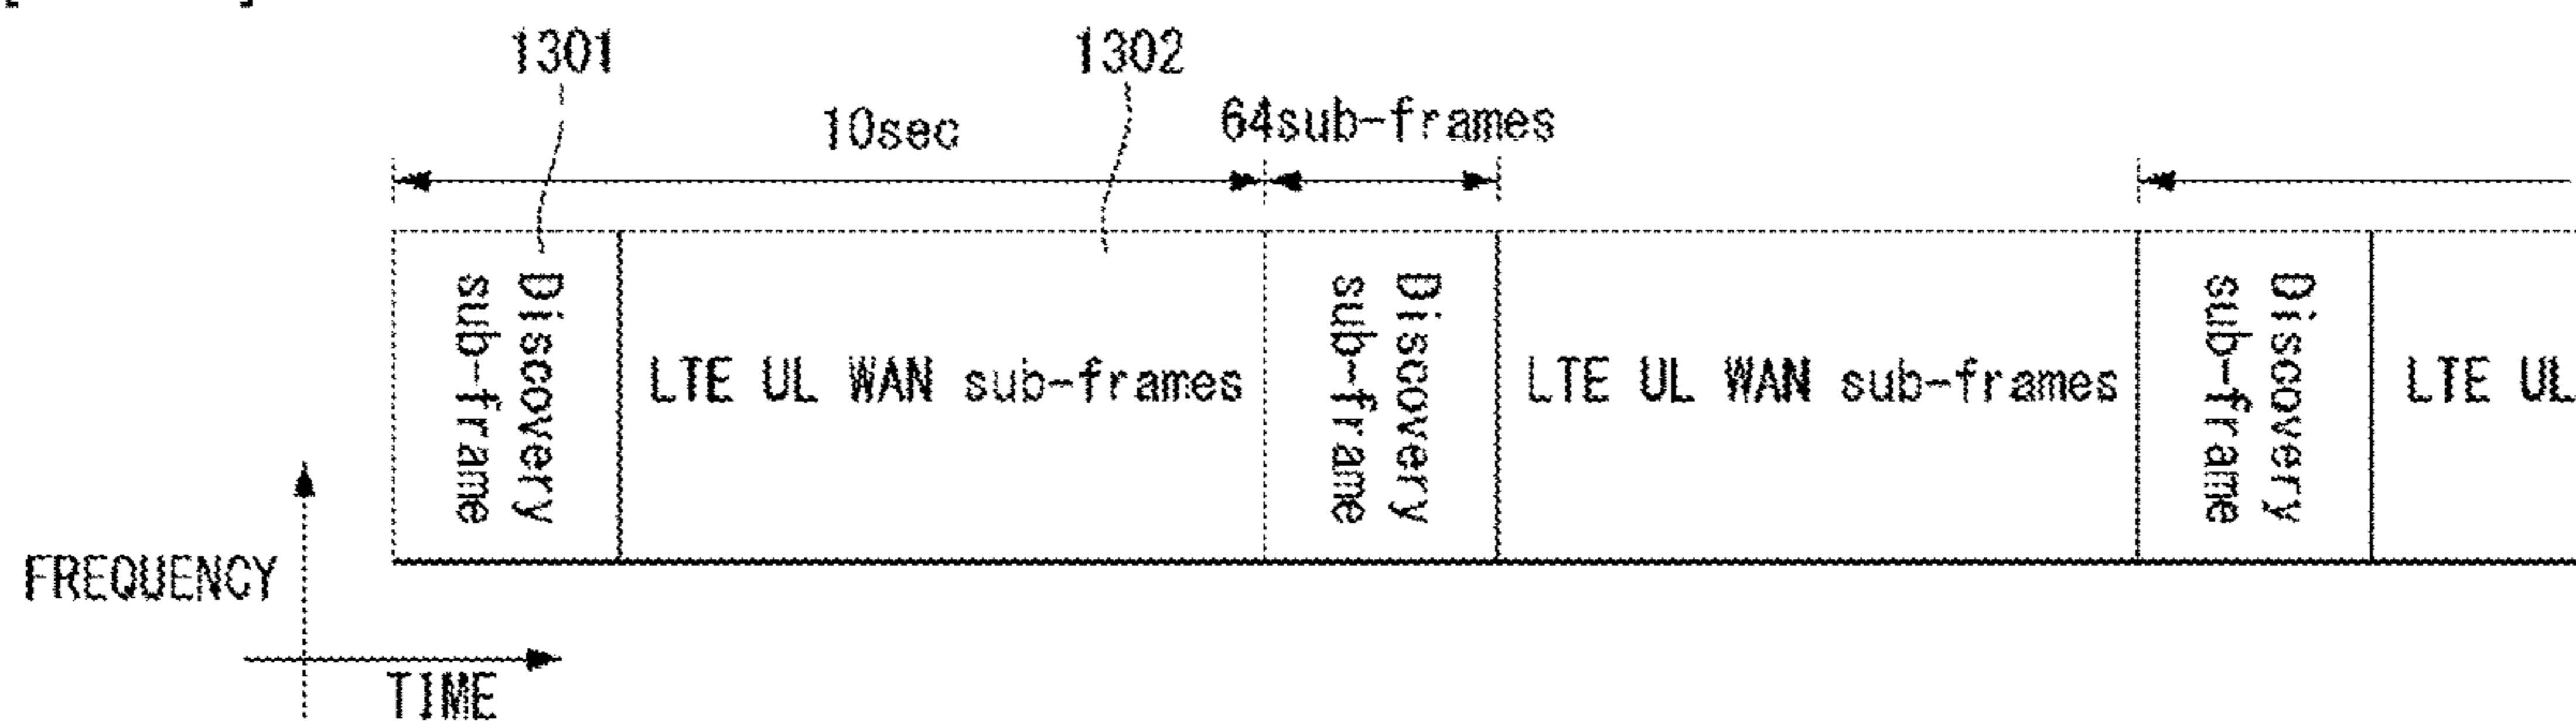 1301
1302
10sec
64sub-frames
Discovery
sub-frame
LTE UL WAN sub-frames
Discovery
sub-frame
LTE UL WAN sub-frames
Discovery
sub-frame
LTE UL
FREQUENCY
TIME